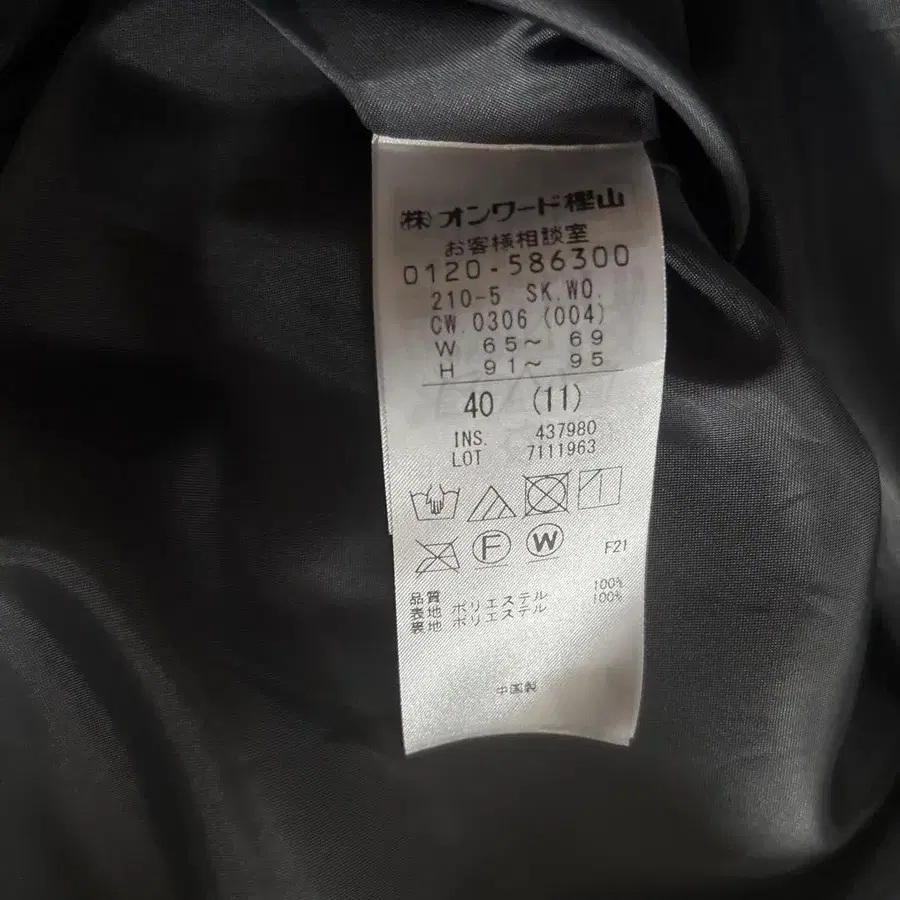 ㈱オンワード樫山
お客様相談室
0120-586300
210-5 SK.WO.
CW.0306 (004)
W 65～ 69
H 91～ 95
40 (11)
INS. 437980
LOT 7111963
F W F21
品質
表地 ポリエステル 100%
裏地 ポリエステル 100%
中国製